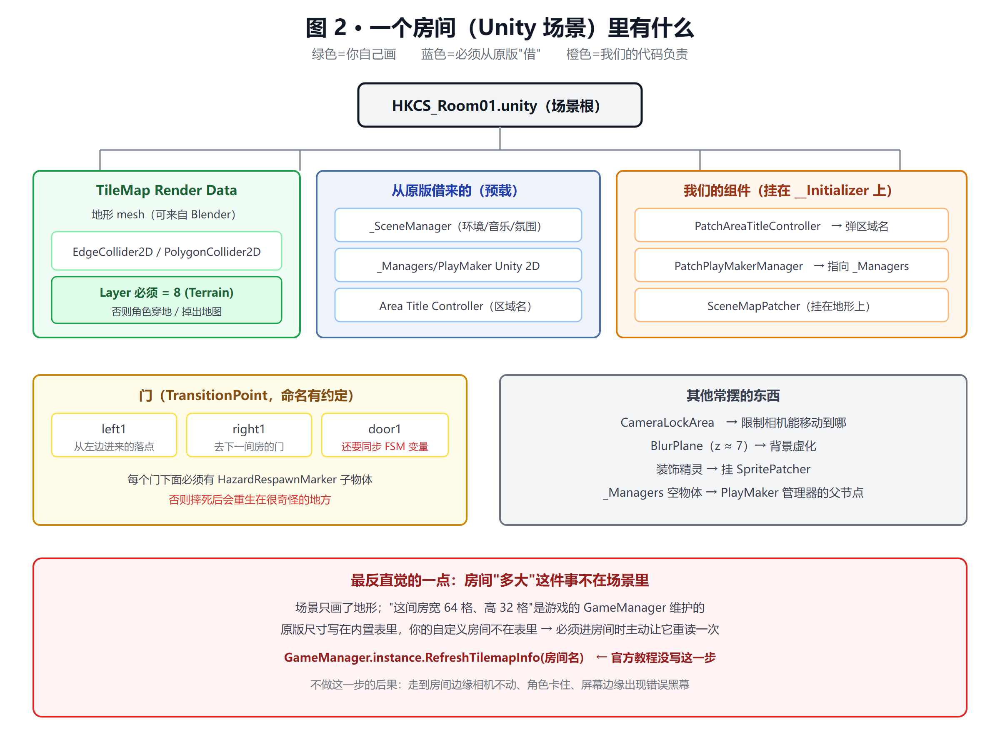 图 2 • 一个房间（Unity 场景）里有什么
绿色=你自己画 蓝色=必须从原版"借" 橙色=我们的代码负责
HKCS_Room01.unity（场景根）
TileMap Render Data
地形 mesh（可来自 Blender）
EdgeCollider2D / PolygonCollider2D
Layer 必须 = 8 (Terrain)
否则角色穿地 / 掉出地图
从原版借来的（预载）
_SceneManager（环境/音乐/氛围）
_Managers/PlayMaker Unity 2D
Area Title Controller（区域名）
我们的组件（挂在 __Initializer 上）
PatchAreaTitleController → 弹区域名
PatchPlayMakerManager → 指向 _Managers
SceneMapPatcher（挂在地形上）
门（TransitionPoint，命名有约定）
left1
从左边进来的落点
right1
去下一间房的门
door1
还要同步 FSM 变量
每个门下面必须有 HazardRespawnMarker 子物体
否则摔死后会重生在很奇怪的地方
其他常摆的东西
CameraLockArea → 限制相机能移动到哪
BlurPlane（z ≈ 7）→ 背景虚化
装饰精灵 → 挂 SpritePatcher
_Managers 空物体 → PlayMaker 管理器的父节点
最反直觉的一点：房间"多大"这件事不在场景里
场景只画了地形；"这间房宽 64 格、高 32 格"是游戏的 GameManager 维护的
原版尺寸写在内置表里，你的自定义房间不在表里 → 必须进房间时主动让它重读一次
GameManager.instance.RefreshTilemapInfo(房间名) ← 官方教程没写这一步
不做这一步的后果：走到房间边缘相机不动、角色卡住、屏幕边缘出现错误黑幕